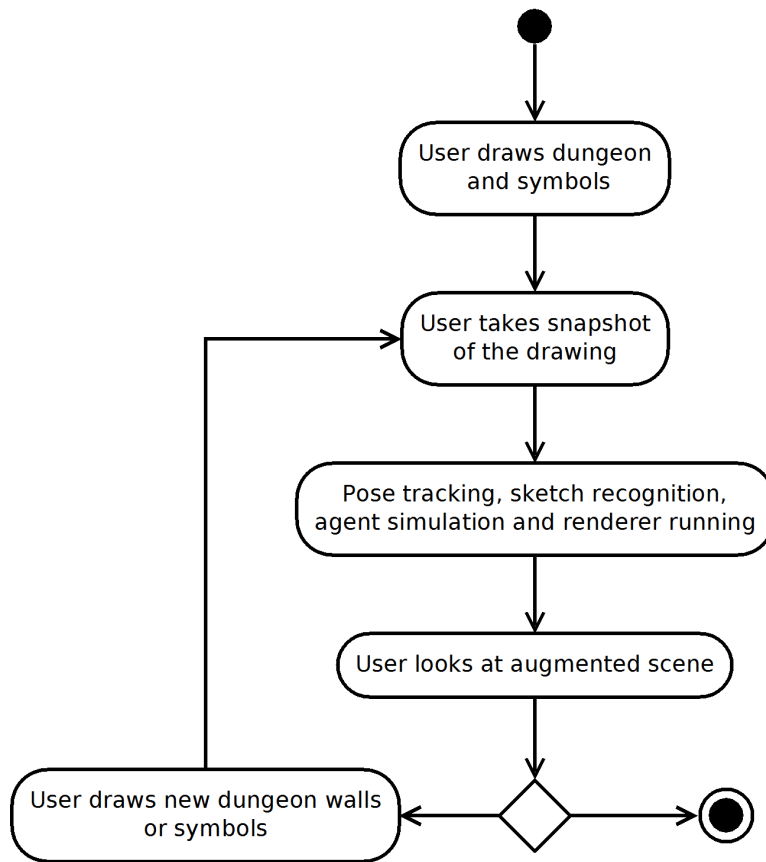 User draws dungeon
and symbols
User takes snapshot
of the drawing
Pose tracking, sketch recognition,
agent simulation and renderer running
User looks at augmented scene
User draws new dungeon walls
or symbols